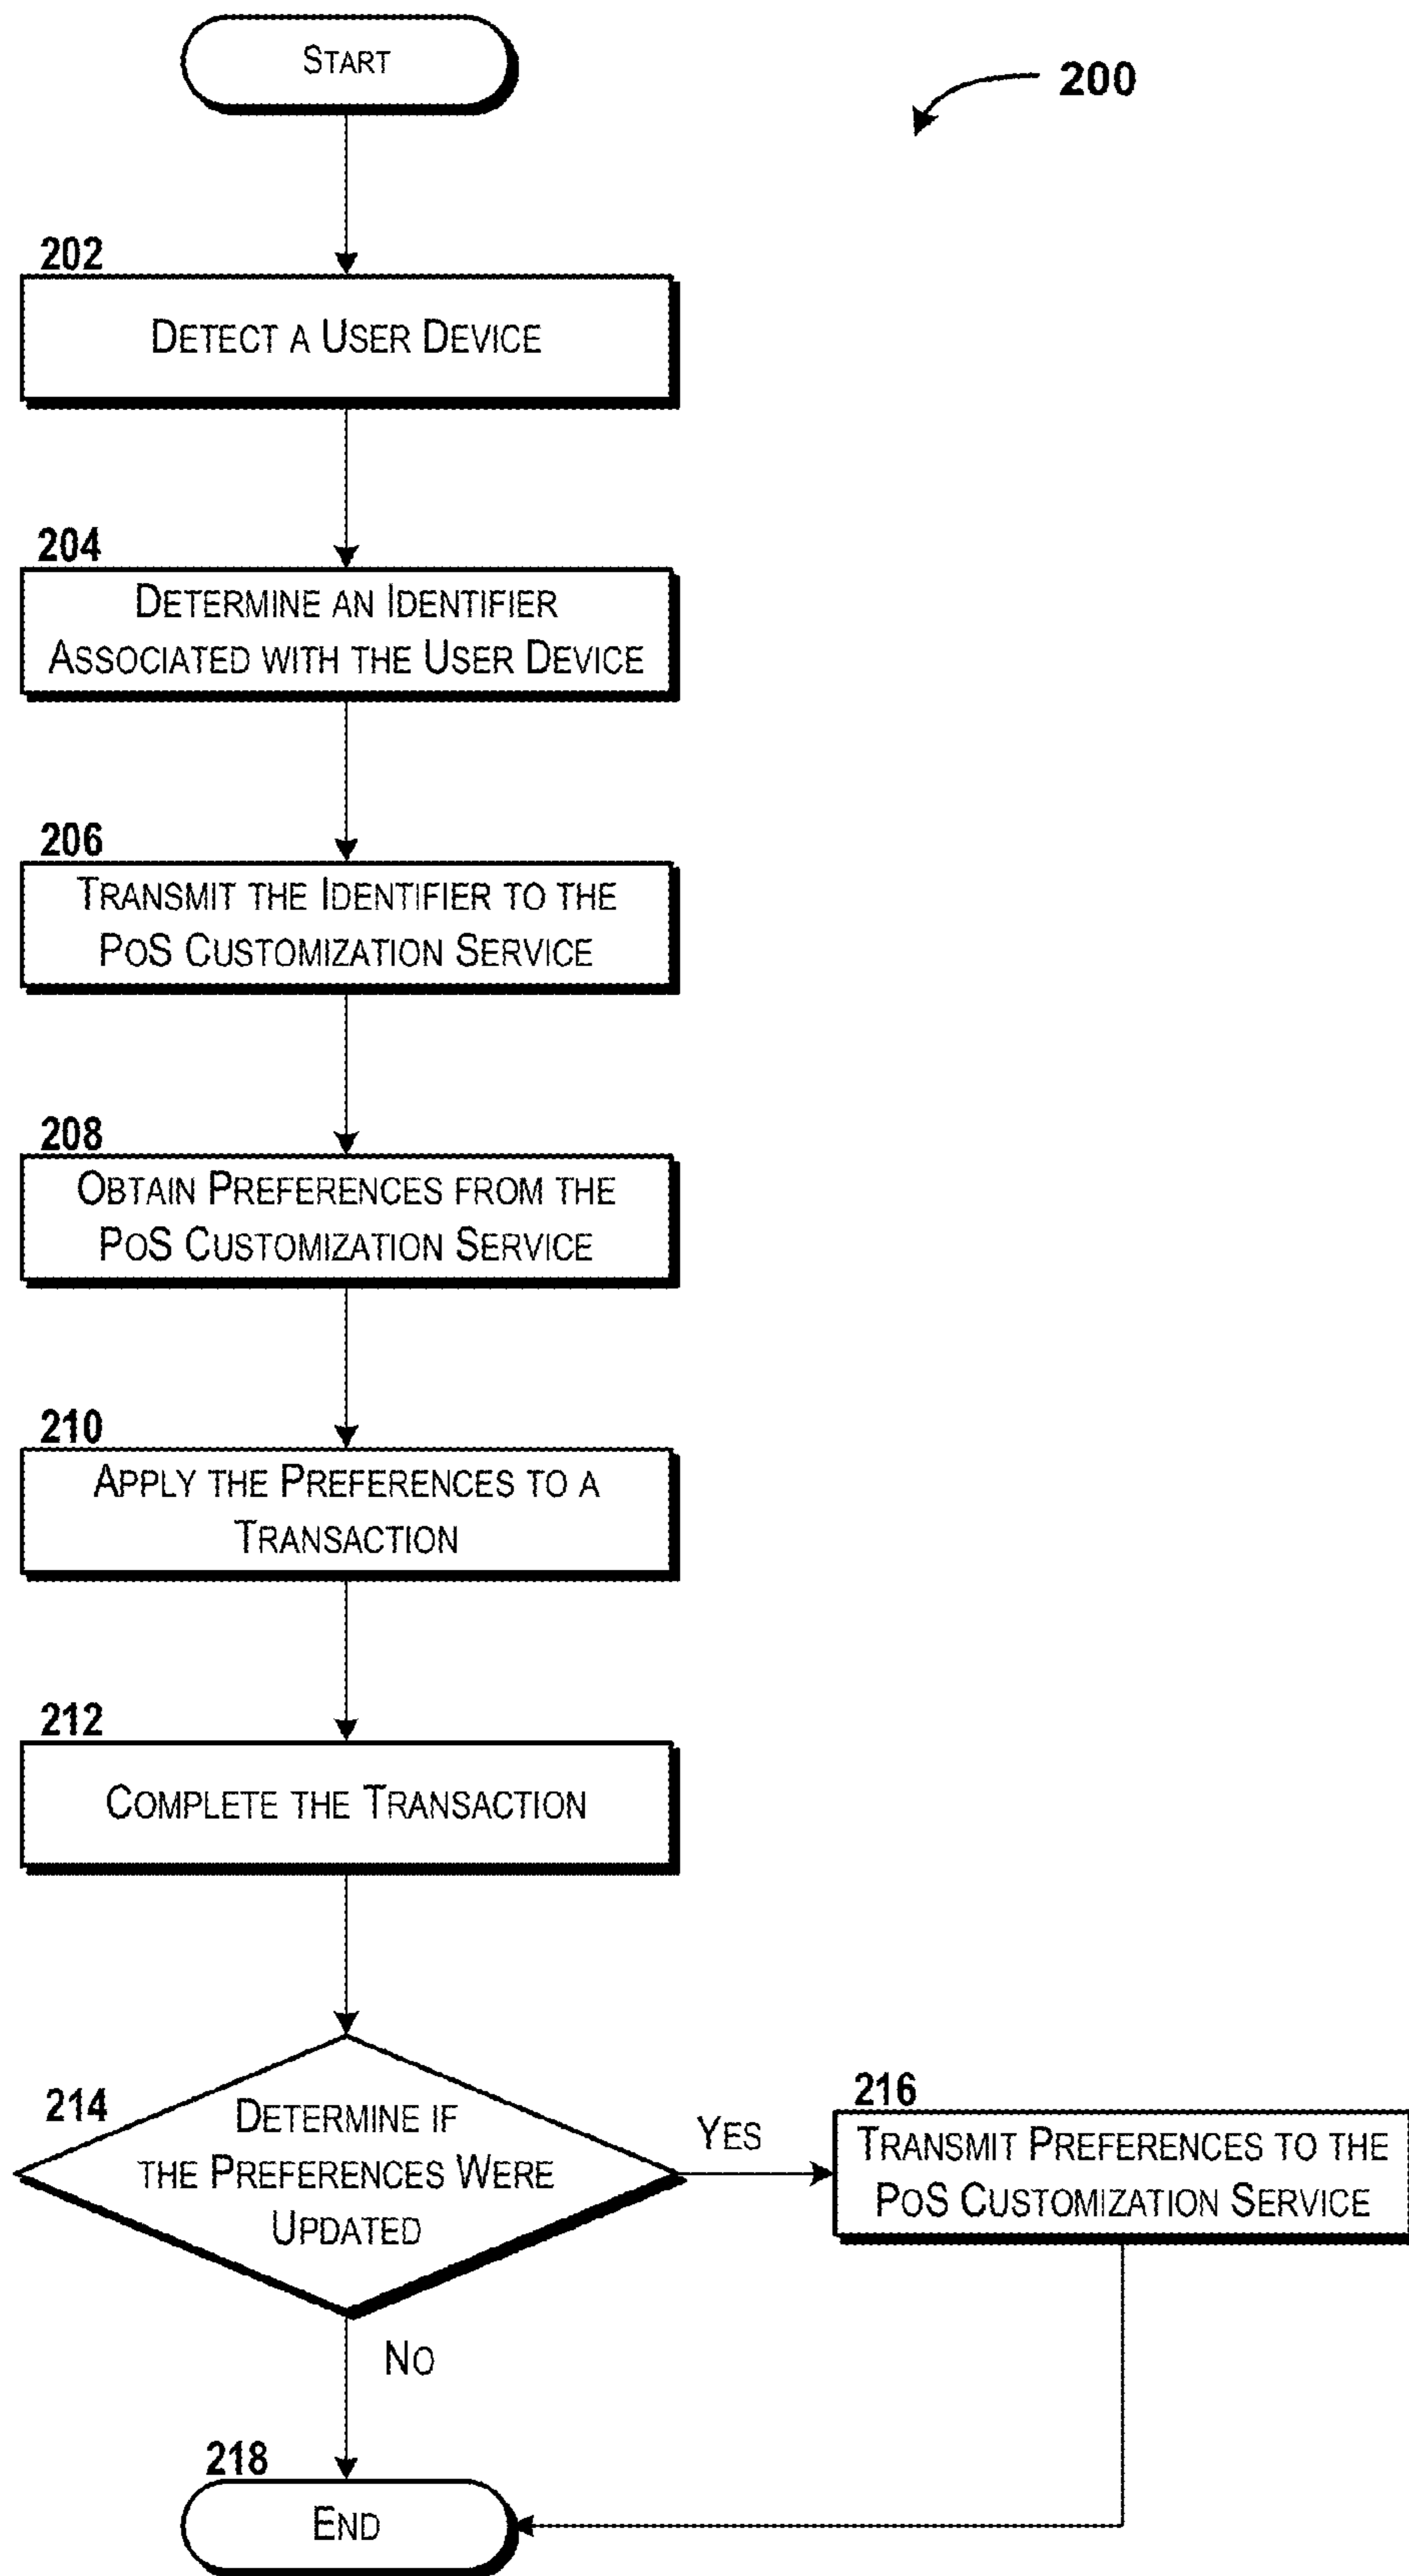 START
200
202
DETECT A USER DEVICE
204
DETERMINE AN IDENTIFIER
ASSOCIATED WITH THE USER DEVICE
206
TRANSMIT THE IDENTIFIER TO THE
POS CUSTOMIZATION SERVICE
208
OBTAIN PREFERENCES FROM THE
POS CUSTOMIZATION SERVICE
210
APPLY THE PREFERENCES TO A
TRANSACTION
212
COMPLETE THE TRANSACTION
214
DETERMINE IF
THE PREFERENCES WERE
UPDATED
YES
216
TRANSMIT PREFERENCES TO THE
POS CUSTOMIZATION SERVICE
NO
218
END